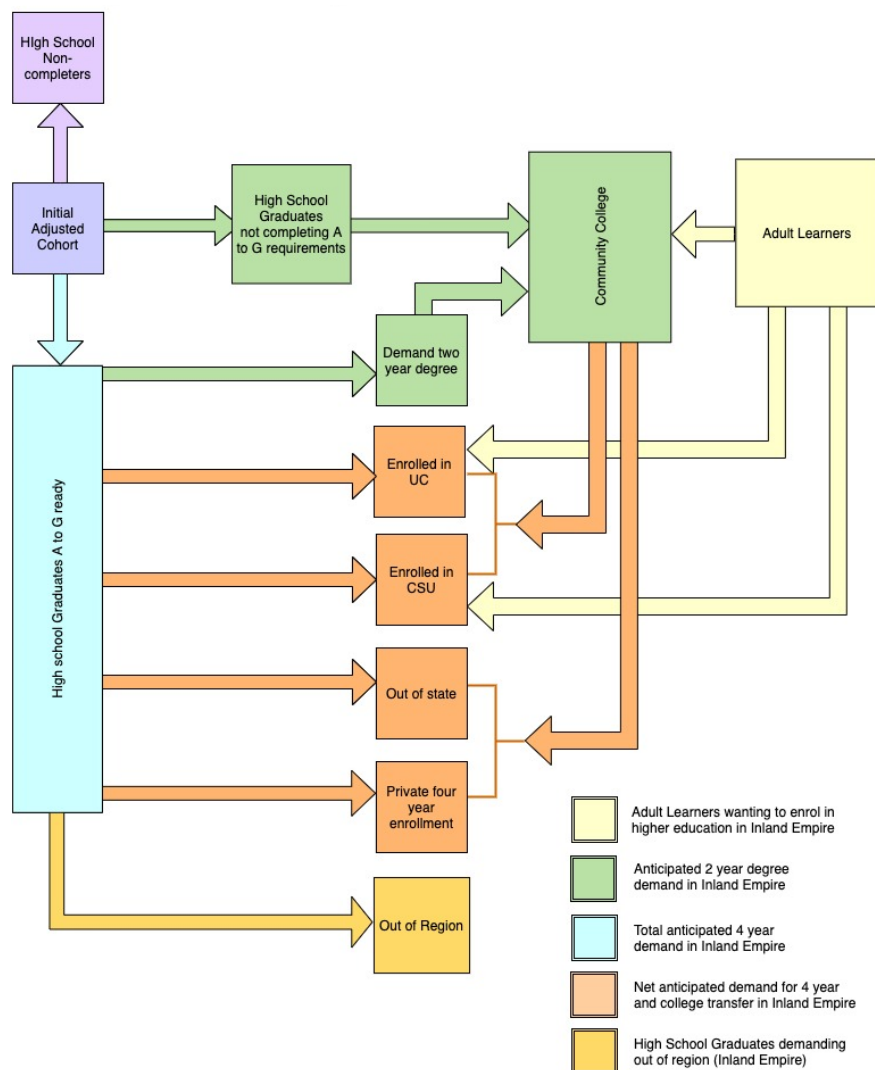 HIgh School
Non-
completers
Initial
Adjusted
Cohort
High School
Graduates
not completing A
to G requirements
Community College
Adult Learners
Demand two
year degree
High school Graduates A to G ready
Enrolled in
UC
Enrolled in
CSU
Out of state
Private four
year
enrollment
Out of Region
Adult Learners wanting to enrol in
higher education in Inland Empire
Anticipated 2 year degree
demand in Inland Empire
Total anticipated 4 year
demand in Inland Empire
Net anticipated demand for 4 year
and college transfer in Inland Empire
High School Graduates demanding
out of region (Inland Empire)